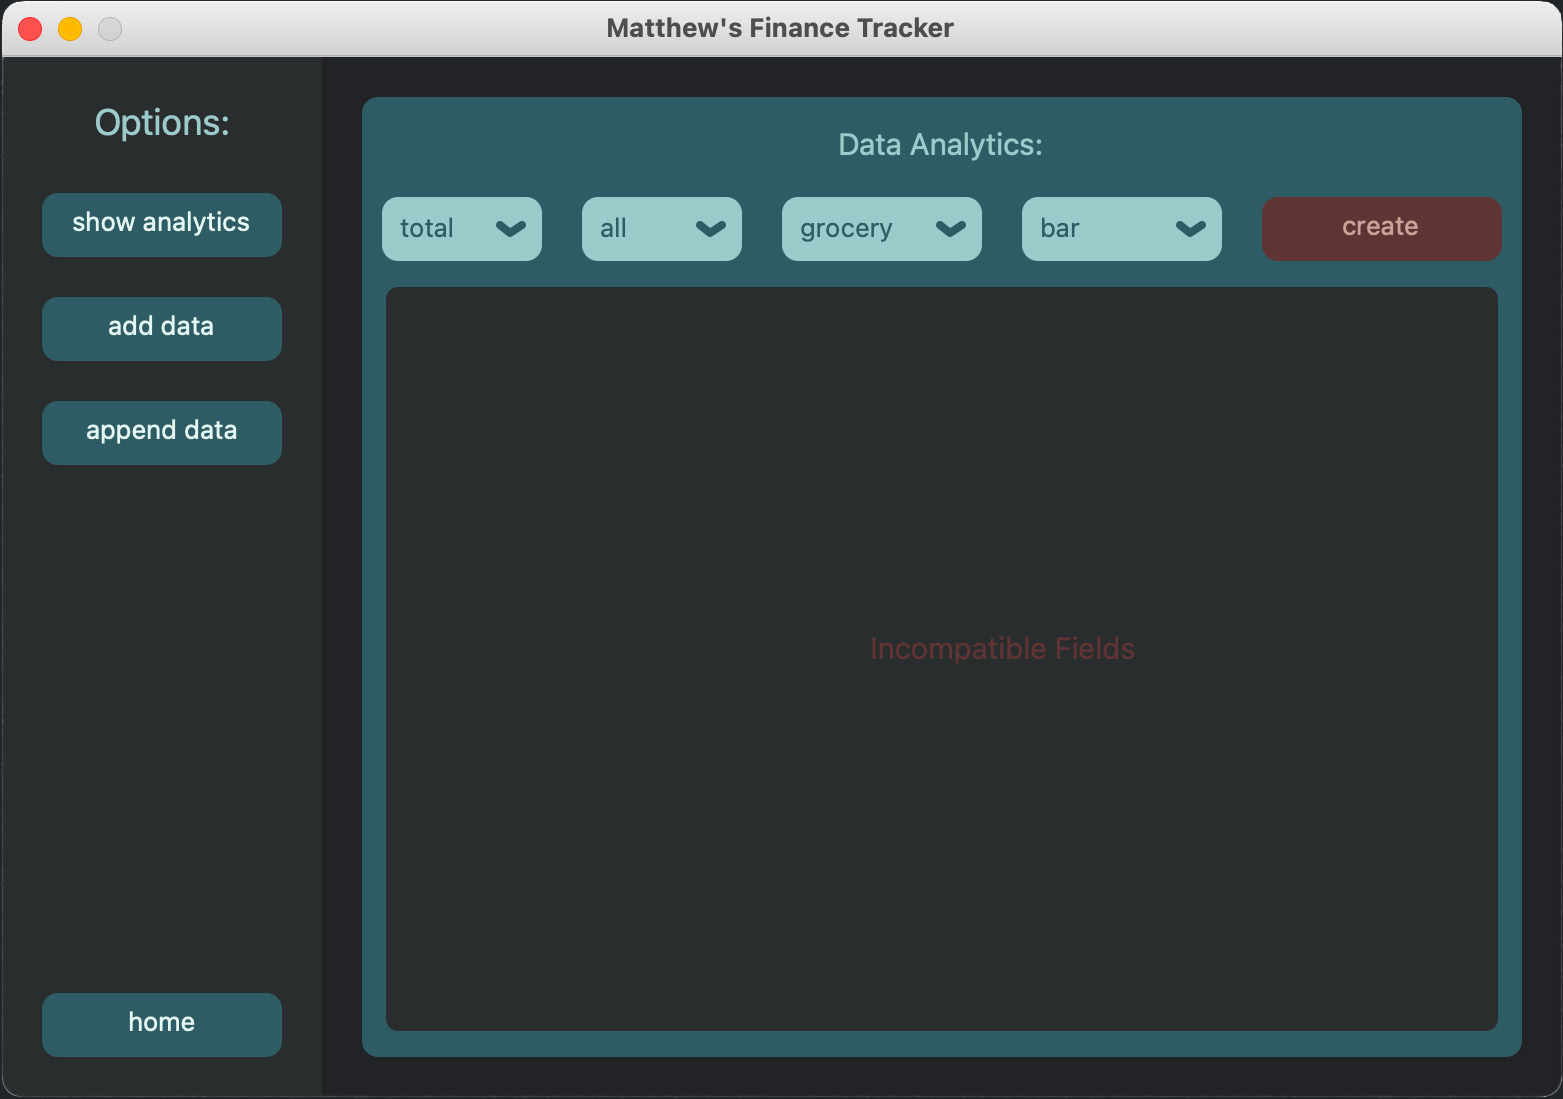 Matthew's Finance Tracker
Options:
show analytics
add data
append data
home
Data Analytics:
total
all
grocery
bar
create
Incompatible Fields